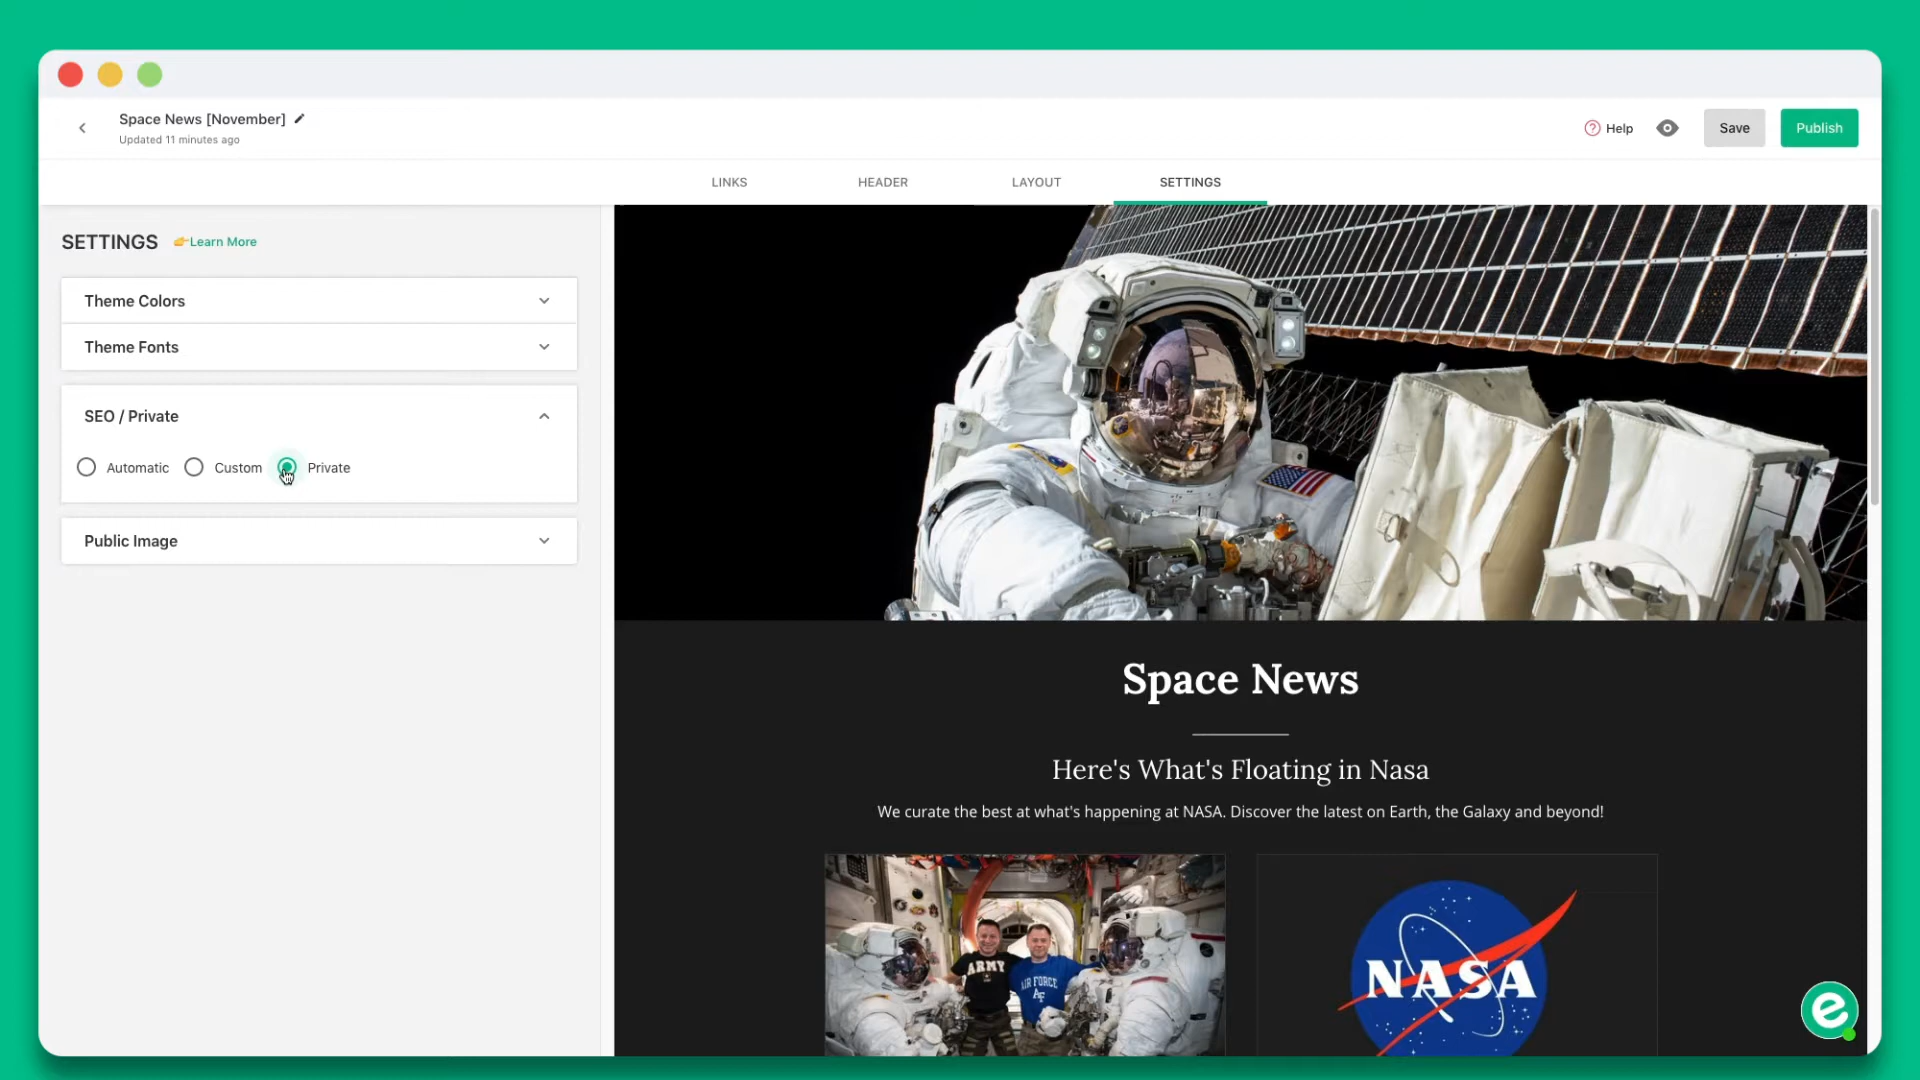 Space News [November]
Updated 11 minutes ago
Help
Save
Publish
LINKS
HEADER
LAYOUT
SETTINGS
SETTINGS
👉Learn More
Theme Colors
Theme Fonts
SEO / Private
Automatic
Custom
Private
Public Image
Space News
Here's What's Floating in Nasa
We curate the best at what's happening at NASA. Discover the latest on Earth, the Galaxy and beyond!
ARMY
AIR FORCE
AF
NASA
e